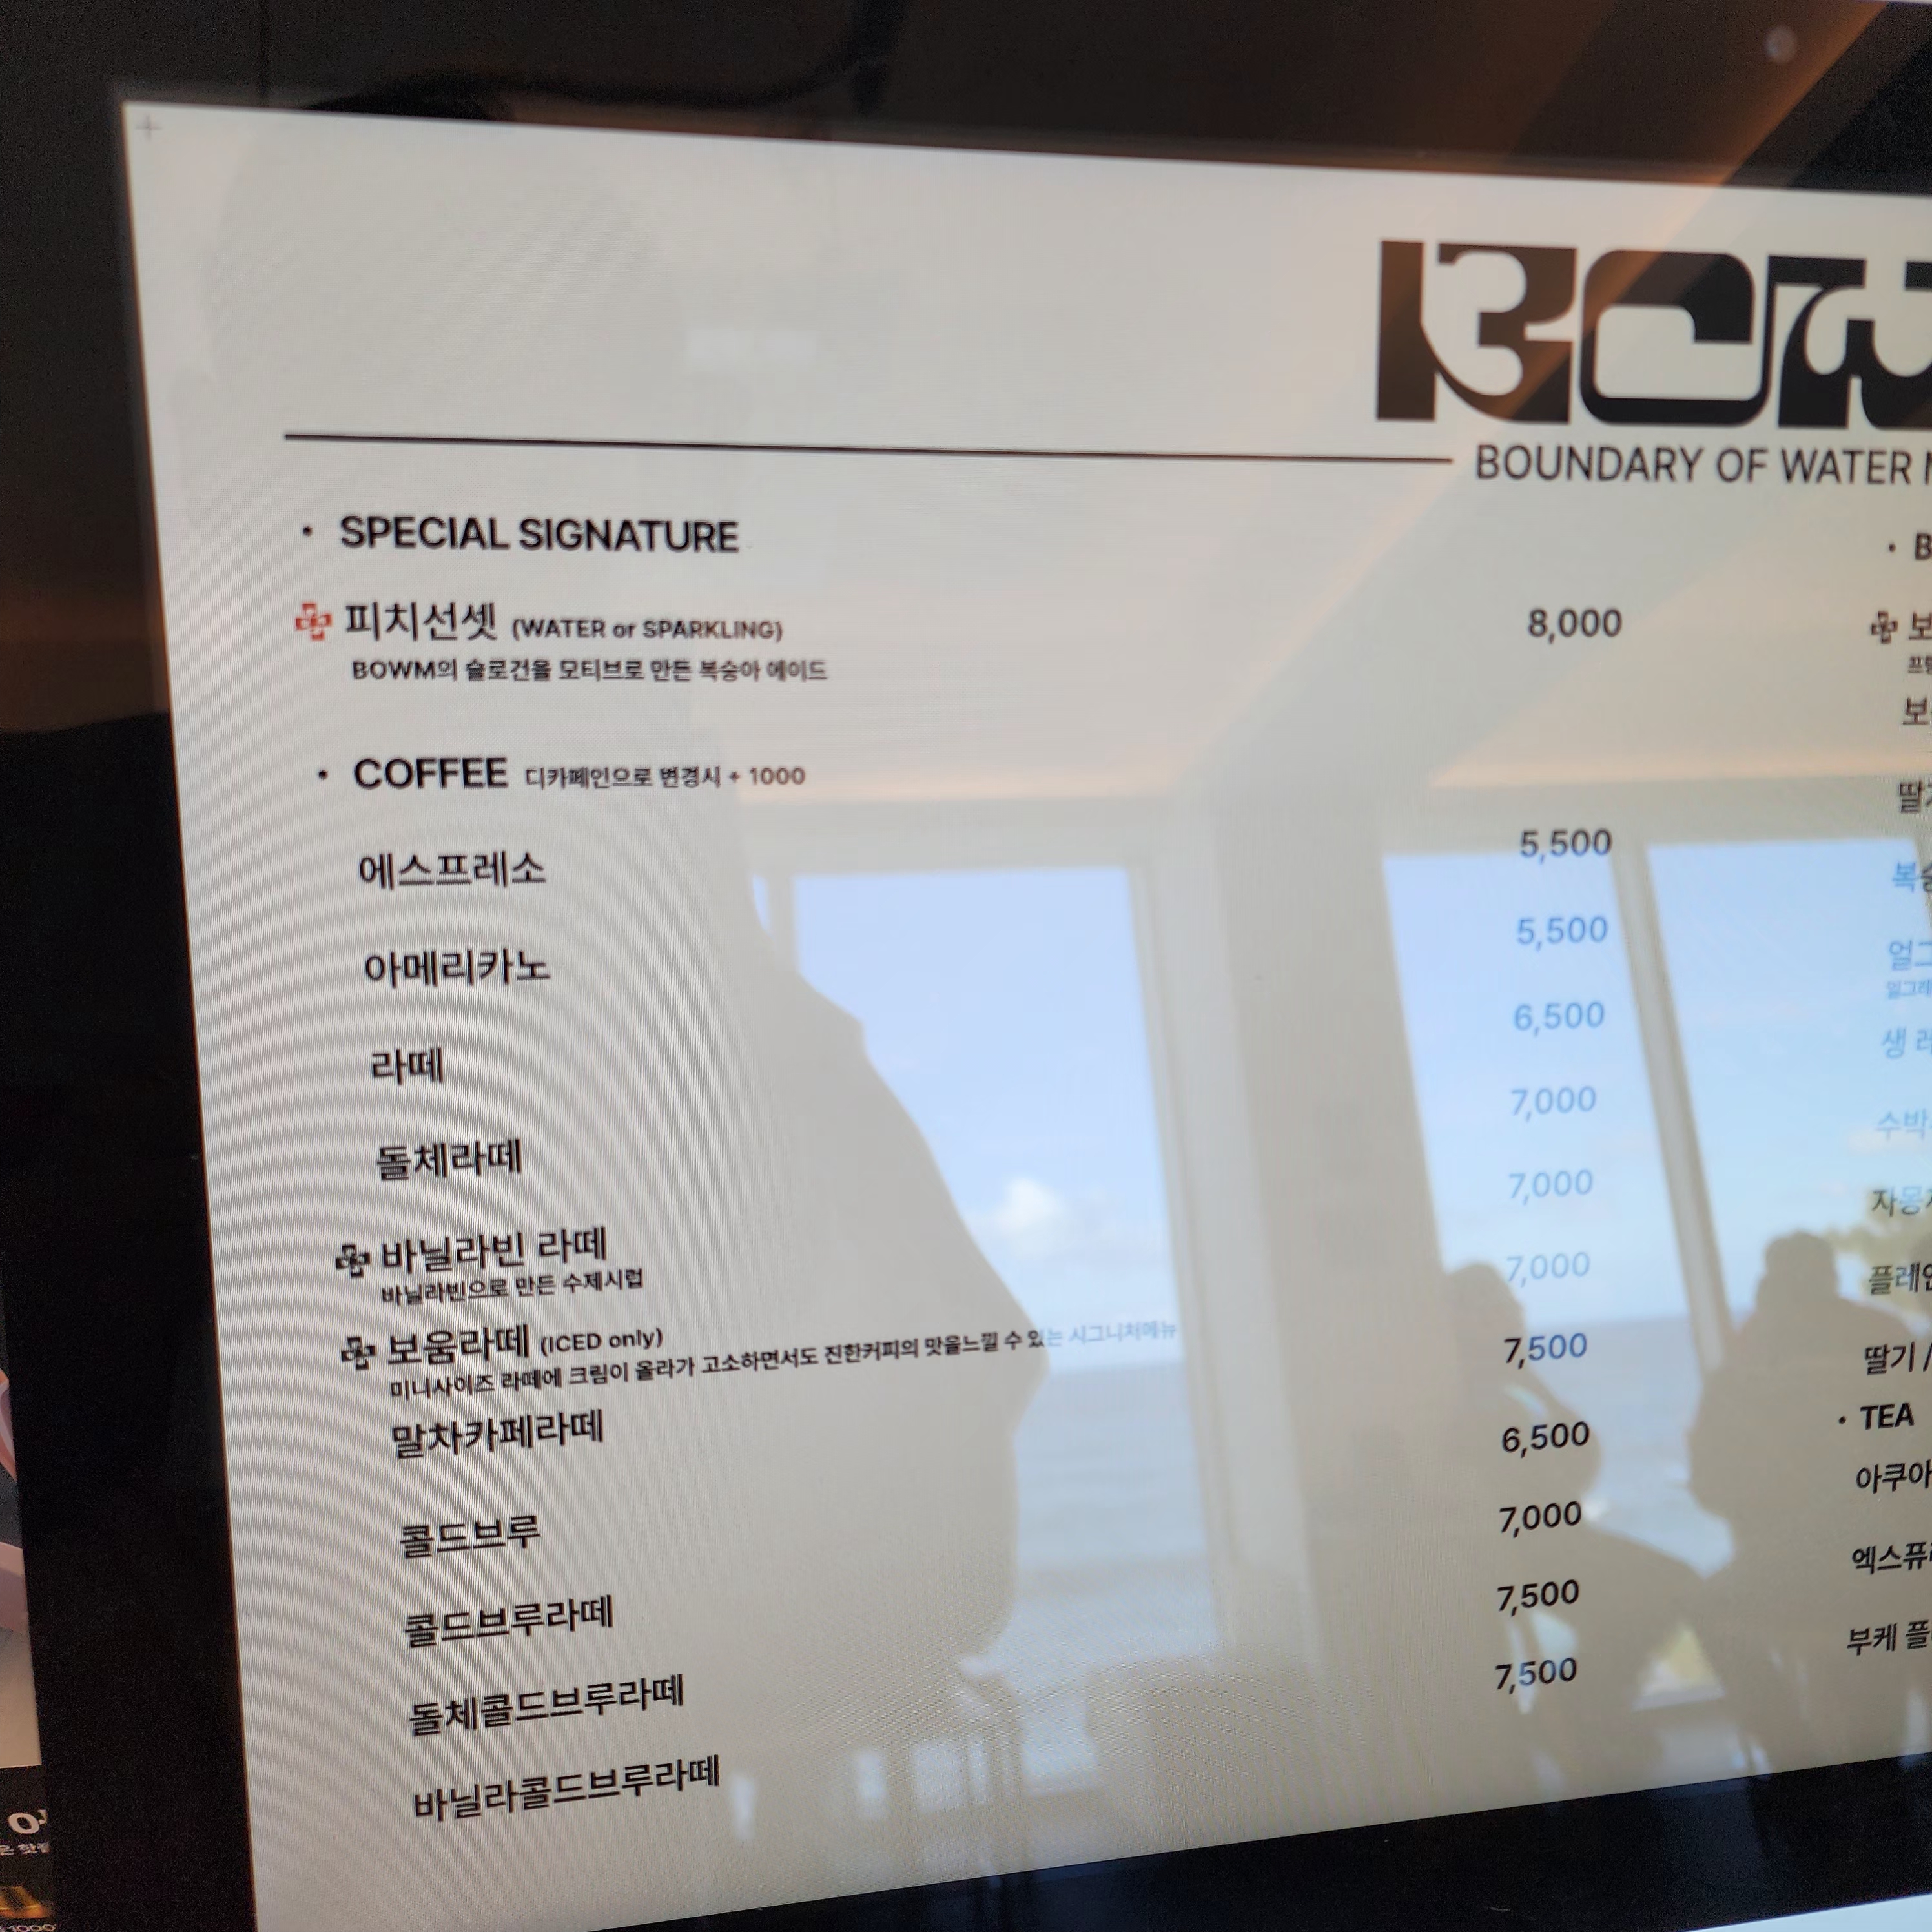 BOWM
BOUNDARY OF WATER
• SPECIAL SIGNATURE
피치선셋 (WATER or SPARKLING) 8,000
BOWM의 슬로건을 모티브로 만든 복숭아 에이드
• COFFEE 디카페인으로 변경시 + 1000
에스프레소 5,500
아메리카노 5,500
라떼 6,500
돌체라떼 7,000
바닐라빈 라떼 7,000
바닐라빈으로 만든 수제시럽
보움라떼 (ICED only) 7,000
미니사이즈 라떼에 크림이 올라가 고소하면서도 진한커피의 맛을느낄 수 있는 시그니처메뉴
말차카페라떼 7,500
콜드브루 6,500
콜드브루라떼 7,000
돌체콜드브루라떼 7,500
바닐라콜드브루라떼 7,500
생
플레인
딸기 /
• TEA
부케